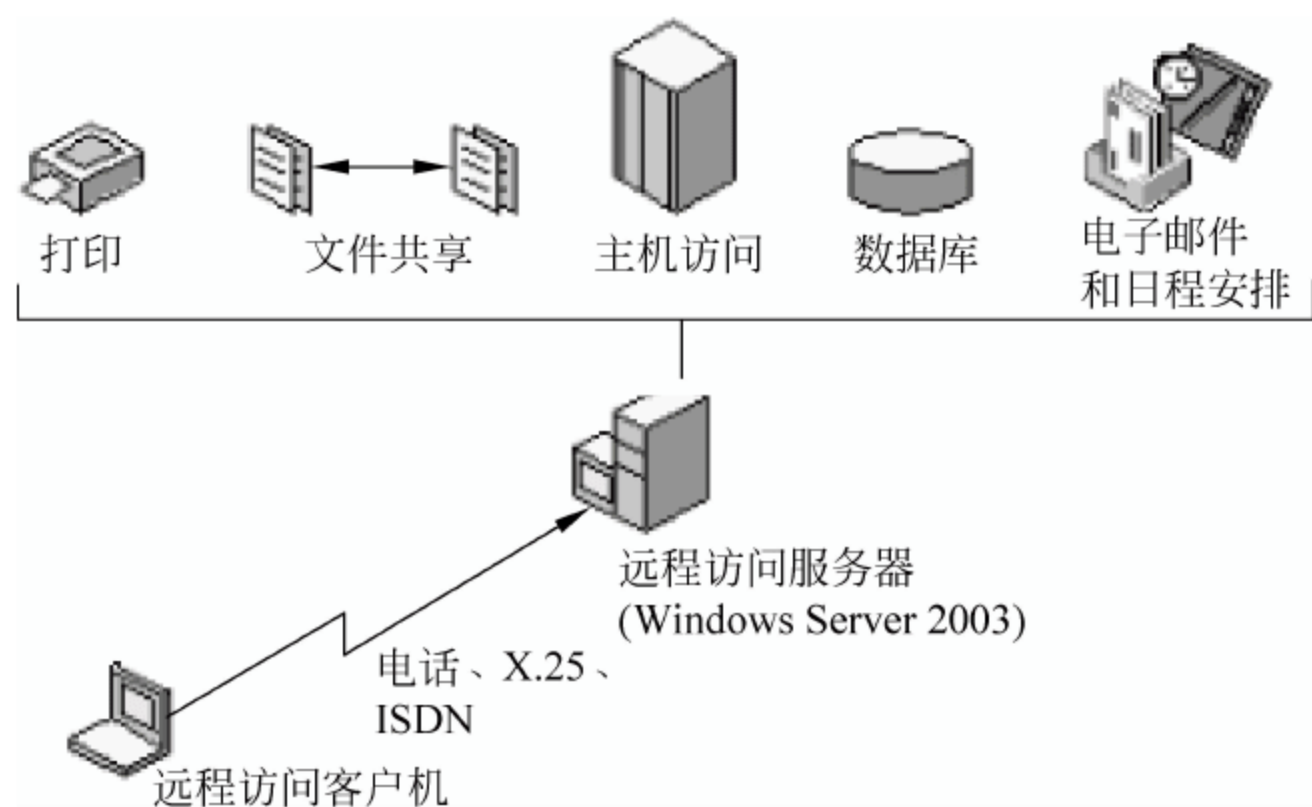 打印
文件共享
主机访问
数据库
电子邮件
和日程安排
远程访问服务器
(Windows Server 2003)
电话、X.25、
ISDN
远程访问客户机